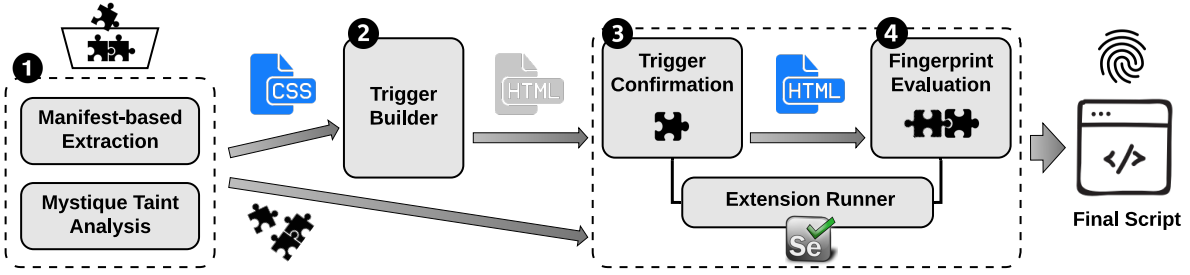 1
Manifest-based
Extraction
Mystique Taint
Analysis
CSS
2
Trigger
Builder
HTML
3
Trigger
Confirmation
HTML
4
Fingerprint
Evaluation
Extension Runner
Se
</>
Final Script